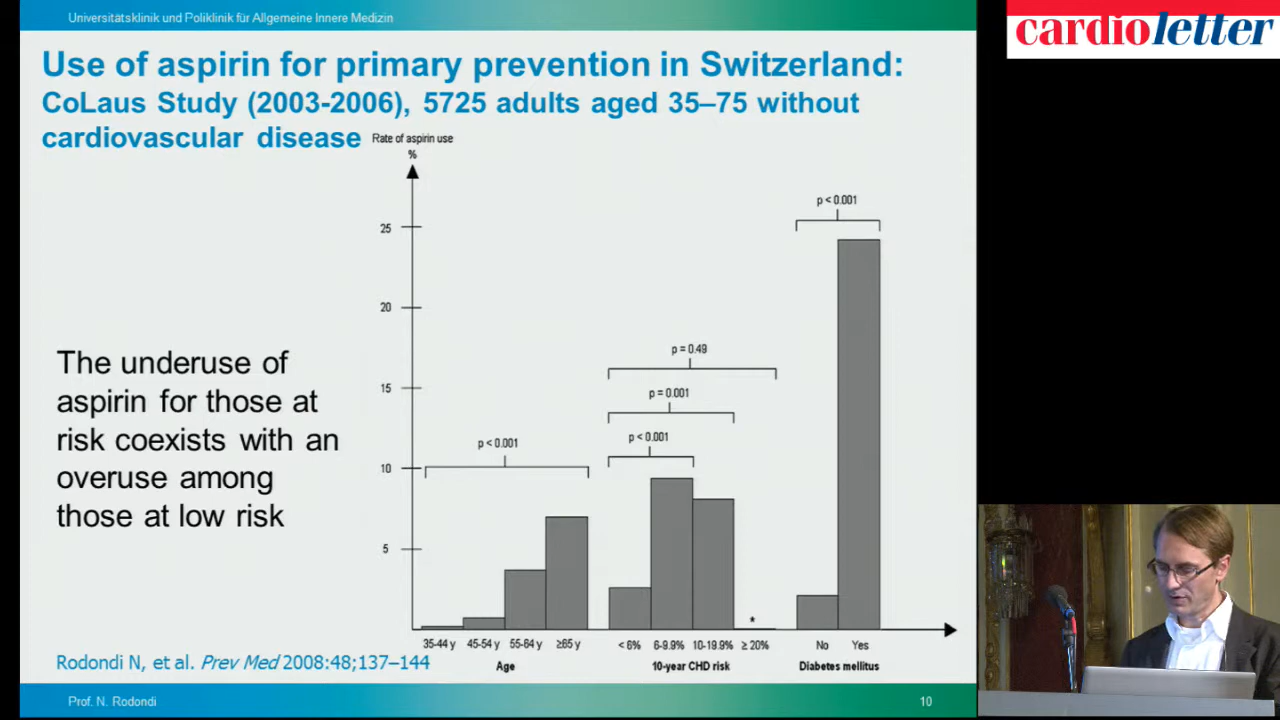 Universitätsklinik und Poliklinik für Allgemeine Innere Medizin
cardioletter
Use of aspirin for primary prevention in Switzerland:
CoLaus Study (2003-2006), 5725 adults aged 35–75 without
cardiovascular disease
Rate of aspirin use
%
25
20
15
10
5
p < 0.001
p = 0.49
p = 0.001
p < 0.001
p < 0.001
The underuse of
aspirin for those at
risk coexists with an
overuse among
those at low risk
*
35-44 y 45-54 y 55-64 y ≥65 y < 6% 6-9.9% 10-19.9% ≥ 20% No Yes
Age 10-year CHD risk Diabetes mellitus
Rodondi N, et al. Prev Med 2008:48;137–144
Prof. N. Rodondi 10